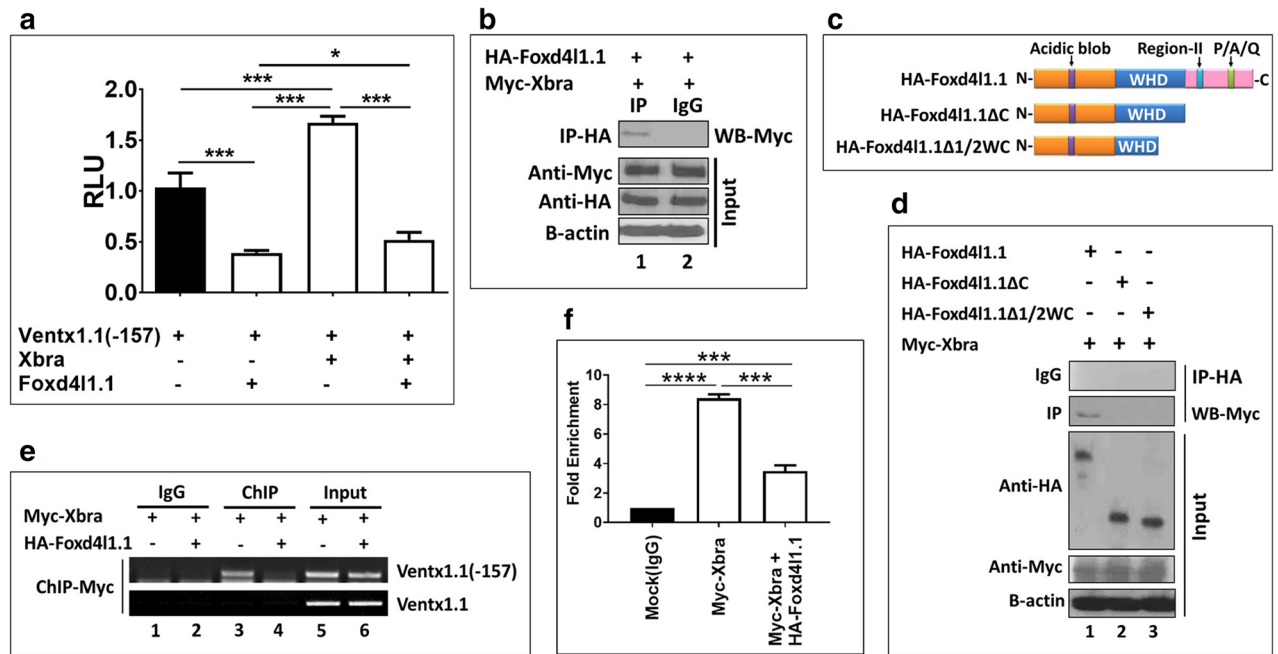 a
*
***
*** ***
***
RLU
2.0
1.5
1.0
0.5
0.0
Ventx1.1(-157) + + + +
Xbra - - + +
Foxd4l1.1 - + - +
b
HA-Foxd4l1.1 + +
Myc-Xbra + +
IP IgG
IP-HA WB-Myc
Anti-Myc
Anti-HA
B-actin
Input
1 2
c
Acidic blob Region-II P/A/Q
HA-Foxd4l1.1 N- WHD -C
HA-Foxd4l1.1ΔC N- WHD
HA-Foxd4l1.1Δ1/2WC N- WHD
d
HA-Foxd4l1.1 + - -
HA-Foxd4l1.1ΔC - + -
HA-Foxd4l1.1Δ1/2WC - - +
Myc-Xbra + + +
IgG IP-HA
IP WB-Myc
Anti-HA
Anti-Myc
B-actin
Input
1 2 3
e
IgG ChIP Input
Myc-Xbra + + + + + +
HA-Foxd4l1.1 - + - + - +
ChIP-Myc
Ventx1.1(-157)
Ventx1.1
1 2 3 4 5 6
f
***
**** ***
Fold Enrichment
10
8
6
4
2
0
Mock(IgG)
Myc-Xbra
Myc-Xbra +
HA-Foxd4l1.1